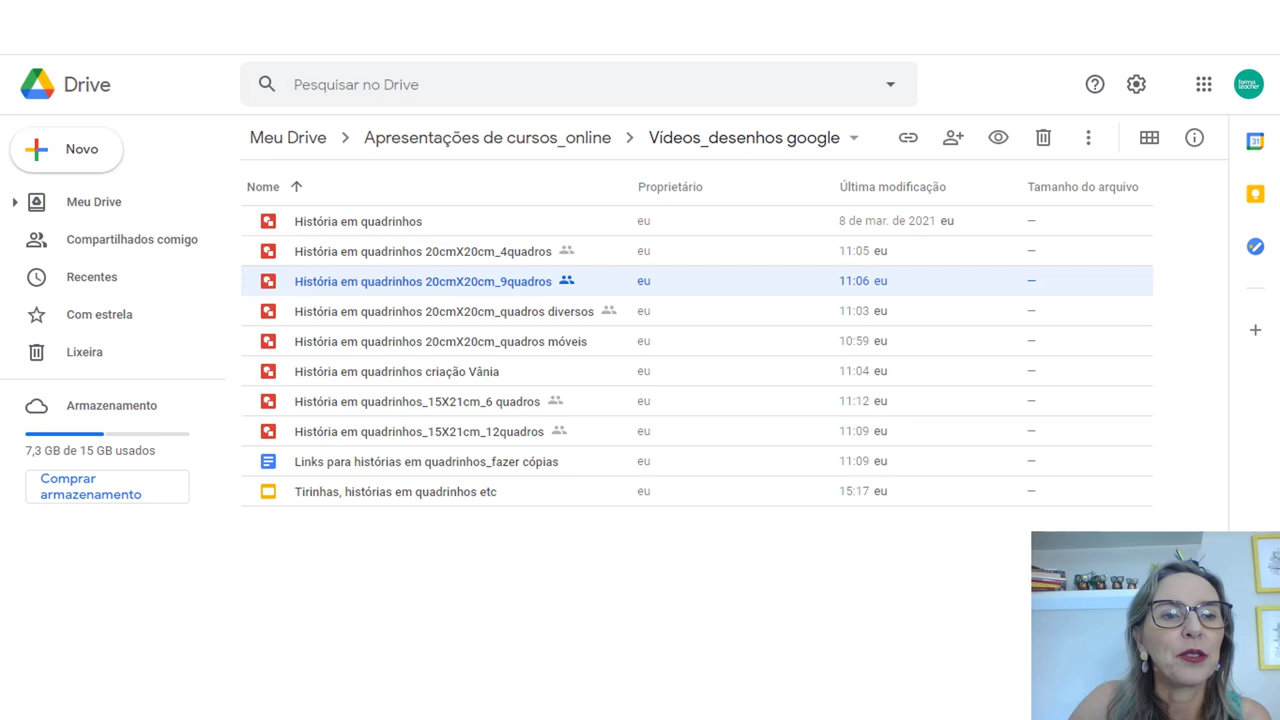 Drive
Pesquisar no Drive
forma
teacher
Novo
Meu Drive
Apresentações de cursos_online
Vídeos_desenhos google
31
Nome
Proprietário
Última modificação
Tamanho do arquivo
Meu Drive
Compartilhados comigo
Recentes
Com estrela
Lixeira
Armazenamento
7,3 GB de 15 GB usados
Comprar
armazenamento
História em quadrinhos eu 8 de mar. de 2021 eu —
História em quadrinhos 20cmX20cm_4quadros eu 11:05 eu —
História em quadrinhos 20cmX20cm_9quadros eu 11:06 eu —
História em quadrinhos 20cmX20cm_quadros diversos eu 11:03 eu —
História em quadrinhos 20cmX20cm_quadros móveis eu 10:59 eu —
História em quadrinhos criação Vânia eu 11:04 eu —
História em quadrinhos_15X21cm_6 quadros eu 11:12 eu —
História em quadrinhos_15X21cm_12quadros eu 11:09 eu —
Links para histórias em quadrinhos_fazer cópias eu 11:09 eu —
Tirinhas, histórias em quadrinhos etc eu 15:17 eu —